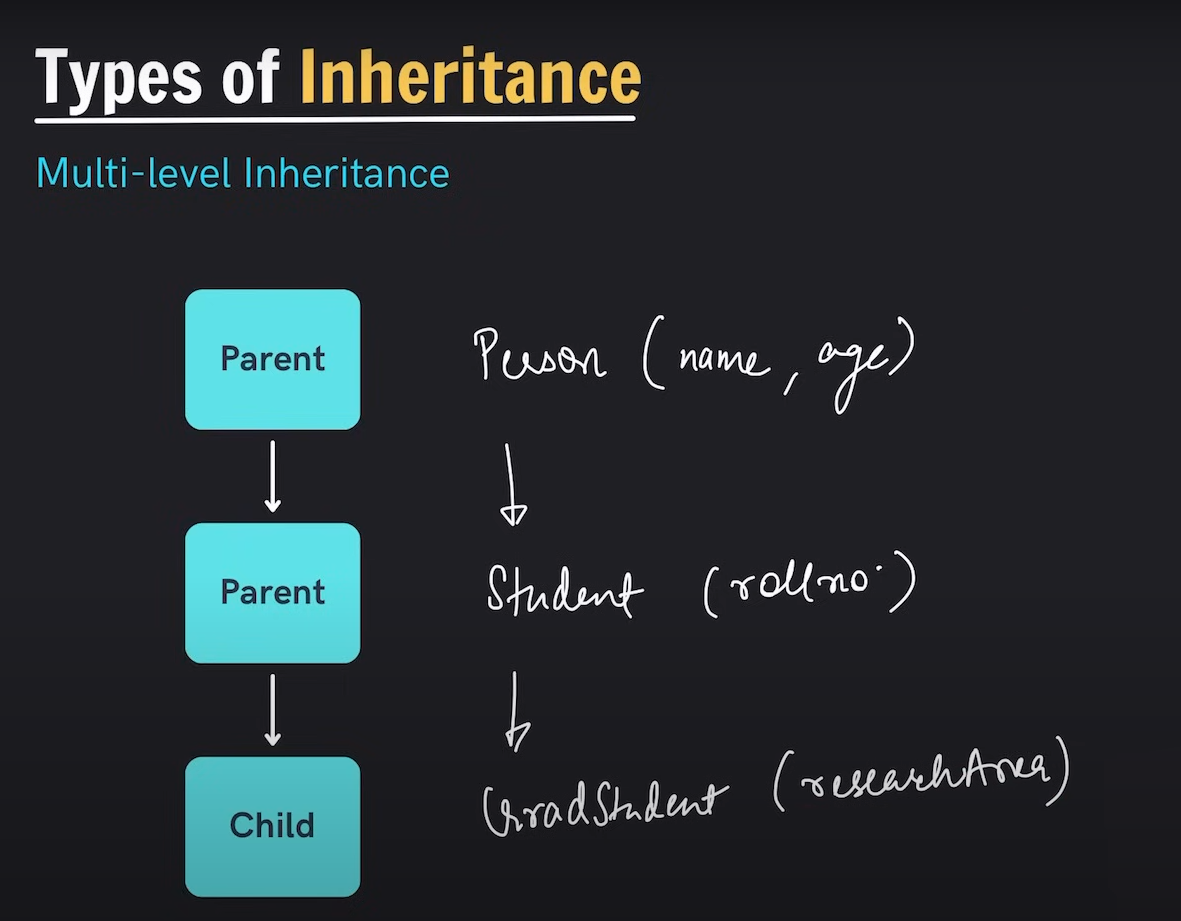 Types of Inheritance
Multi-level Inheritance
Parent
Person (name, age)
Parent
Student (rollno.)
Child
GradStudent (researchArea)